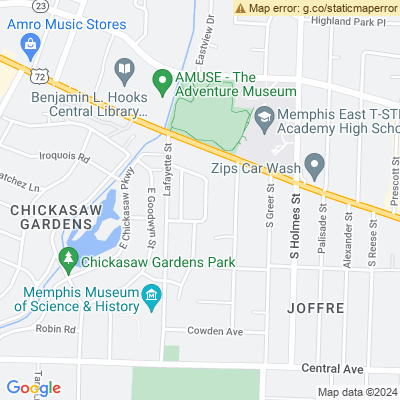 Map error: g.co/staticmaperror
23
Amro Music Stores
Eastview Dr
Highland Park Pl
72
AMUSE - The
Adventure Museum
Benjamin L. Hooks
Central Library...
Memphis East T-STE
Academy High Scho
Iroquois Rd
Lafayette St
Zips Car Wash
72
Prescott St
atchez Ln
E Chickasaw Pkwy
E Goodwyn St
CHICKASAW
GARDENS
S Greer St
S Holmes St
Palisade St
Alexander St
S Reese St
Chickasaw Gardens Park
Memphis Museum
of Science & History
JOFFRE
Robin Rd
Cowden Ave
Central Ave
Google
Map data ©2024